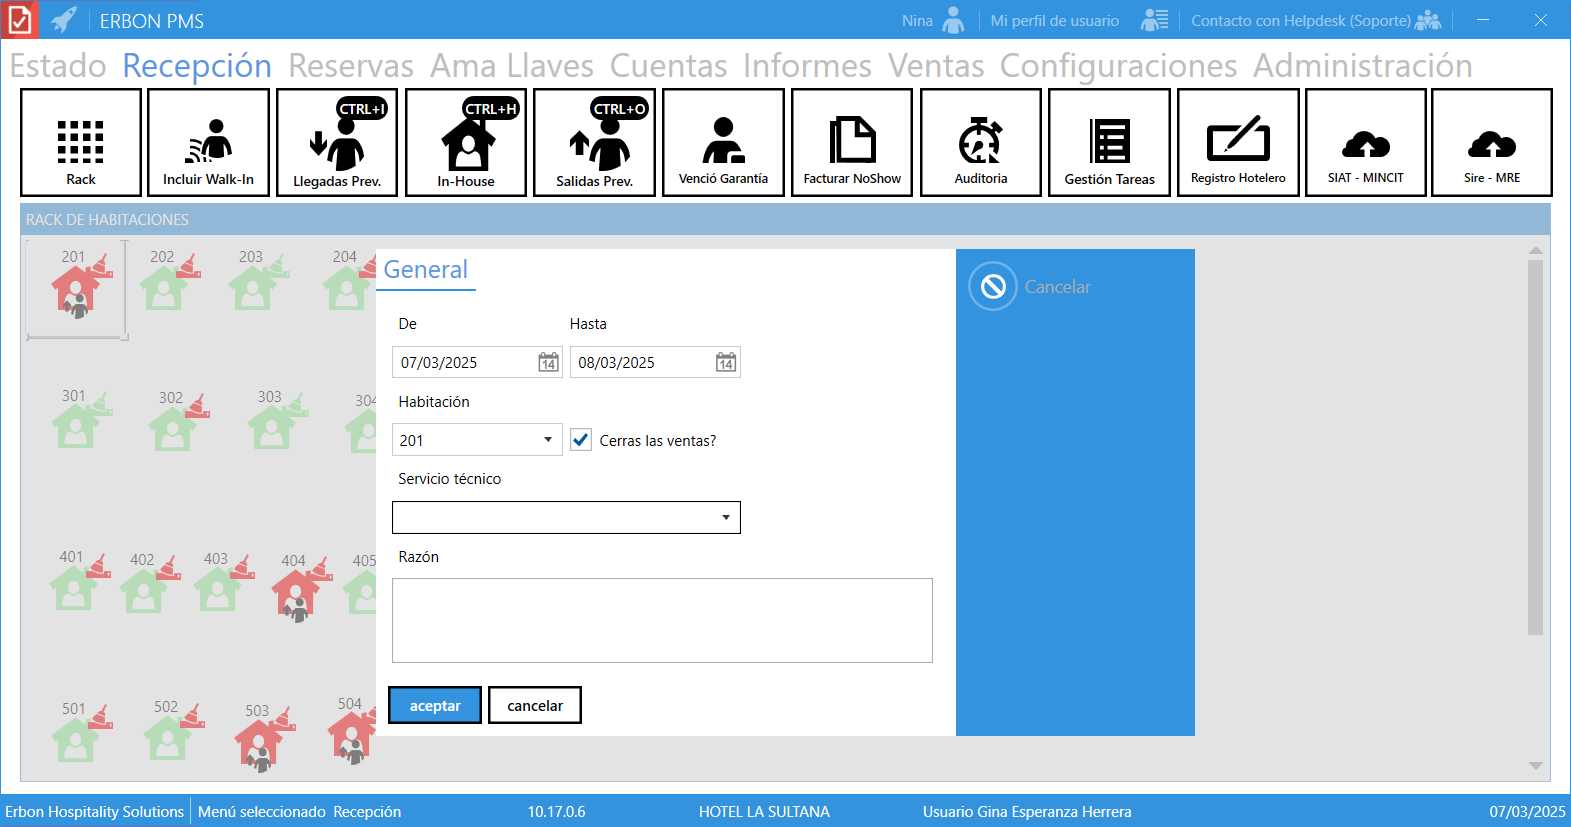 ERBON PMS
Nina
Mi perfil de usuario
Contacto con Helpdesk (Soporte)
Estado Recepción Reservas Ama Llaves Cuentas Informes Ventas Configuraciones Administración
Rack
Incluir Walk-In
CTRL+I
Llegadas Prev.
CTRL+H
In-House
CTRL+O
Salidas Prev.
Venció Garantía
Facturar NoShow
Auditoria
Gestión Tareas
Registro Hotelero
SIAT - MINCIT
Sire - MRE
RACK DE HABITACIONES
201 202 203 204
301 302 303 304
401 402 403 404 405
501 502 503 504
General
De Hasta
07/03/2025 14 08/03/2025 14
Habitación
201 Cerras las ventas?
Servicio técnico
Razón
aceptar cancelar
Cancelar
Erbon Hospitality Solutions Menú seleccionado Recepción 10.17.0.6 HOTEL LA SULTANA Usuario Gina Esperanza Herrera 07/03/2025